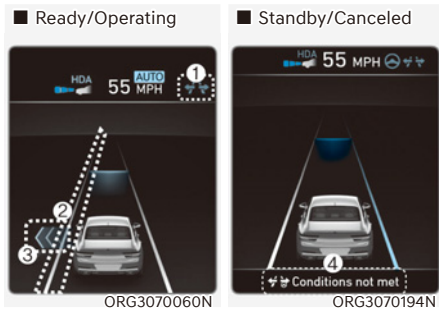 ■ Ready/Operating
HDA
55 MPH
AUTO
1
2
3
ORG3070060N
■ Standby/Canceled
HDA 55 MPH
4
Conditions not met
ORG3070194N